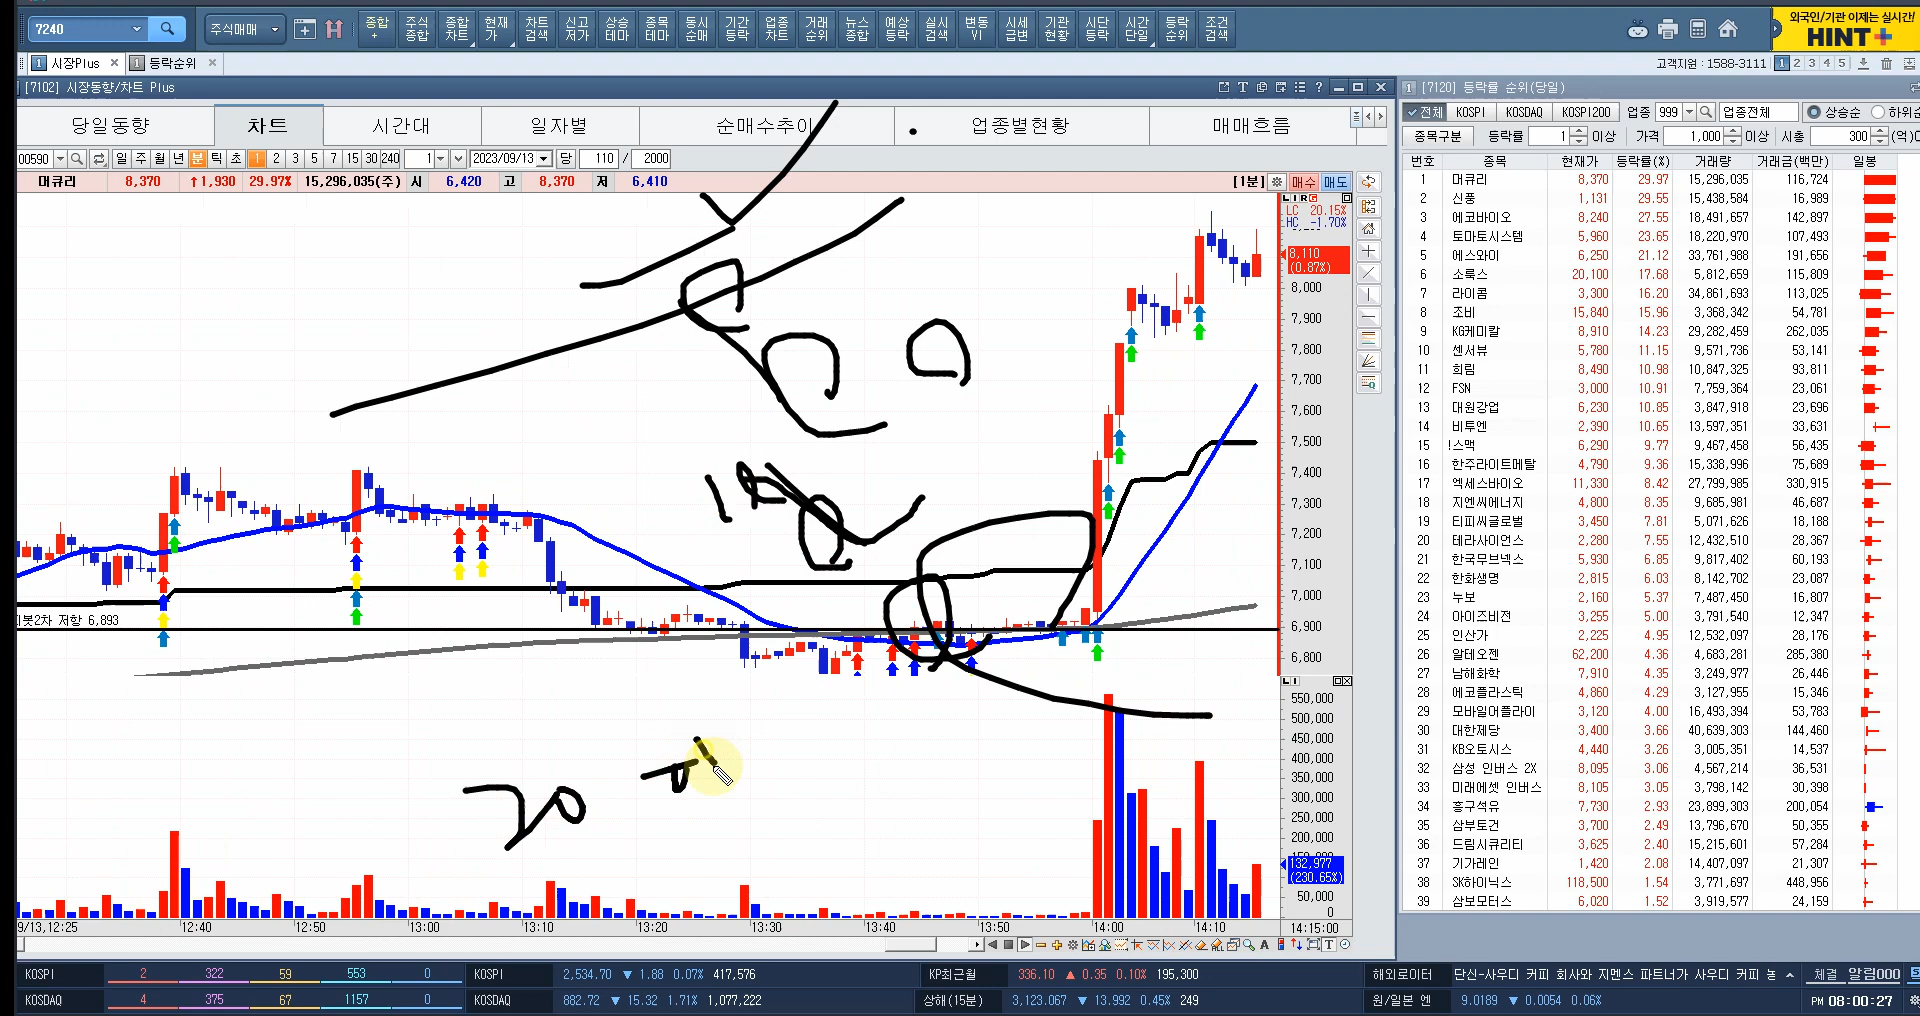 7240
주식매매
종합
+
주식
종합
종합
차트
현재
가
차트
검색
신고
저가
상승
테마
종목
테마
동시
순매
기간
등락
업종
차트
거래
순위
뉴스
종합
예상
등락
실시
검색
변동
VI
시세
급변
기관
현황
시단
등락
시간
단일
등락
순위
조건
검색
외국인/기관 이제는 실시간!
HINT+
1 시장Plus ×
1 등락순위 ×
고객지원 : 1588-3111 1 2 3 4 5
[7102] 시장동향/차트 Plus
당일동향 차트 시간대 일자별 순매수추이 업종별현황 매매흐름
00590 일 주 월 년 분 틱 초 1 2 3 5 7 15 30 240 1 2023/09/13 당 110 / 2000
머큐리 8,370 ↑1,930 29.97% 15,296,035(주) 시 6,420 고 8,370 저 6,410 [1분] 매수 매도
LC 20.15%
HC -1.70%
8,110
(0.87%)
8,000
7,900
7,800
7,700
7,600
7,500
7,400
7,300
7,200
7,100
7,000
6,900
6,800
피봇2차 저항 6,893
20
550,000
500,000
450,000
400,000
350,000
300,000
250,000
200,000
132,977
(230.65%)
50,000
0
9/13,12:25 12:40 12:50 13:00 13:10 13:20 13:30 13:40 13:50 14:00 14:10 14:15:00
1 [7120] 등락률 순위(당일)
전체 KOSPI KOSDAQ KOSPI200 업종 999 업종전체 상승순 하위순
종목구분 등락률 1 이상 가격 1,000 이상 시총 300 (억)
번호 종목 현재가 등락률(%) 거래량 거래금(백만) 일봉
1 머큐리 8,370 29.97 15,296,035 116,724
2 신풍 1,131 29.55 15,438,584 16,989
3 에코바이오 8,240 27.55 18,491,657 142,897
4 토마토시스템 5,960 23.65 18,220,970 107,493
5 에스와이 6,250 21.12 33,761,988 191,656
6 소룩스 20,100 17.68 5,812,659 115,809
7 라이콤 3,300 16.20 34,861,693 113,025
8 조비 15,840 15.96 3,368,342 54,781
9 KG케미칼 8,910 14.23 29,282,459 262,035
10 센서뷰 5,780 11.15 9,571,736 53,141
11 희림 8,490 10.98 10,847,325 93,811
12 FSN 3,000 10.91 7,759,364 23,061
13 대원강업 6,230 10.85 3,847,918 23,696
14 비투엔 2,390 10.65 13,597,351 33,631
15 !스맥 6,290 9.77 9,467,458 56,435
16 한주라이트메탈 4,790 9.36 15,338,996 75,689
17 엑세스바이오 11,330 8.42 27,799,985 330,915
18 지엔씨에너지 4,800 8.35 9,685,981 46,687
19 티피씨글로벌 3,450 7.81 5,071,626 18,188
20 테라사이언스 2,280 7.55 12,432,510 28,367
21 한국무브넥스 5,930 6.85 9,817,402 60,193
22 한화생명 2,815 6.03 8,142,702 23,087
23 누보 2,160 5.37 7,487,450 16,807
24 아이즈비전 3,255 5.00 3,791,540 12,347
25 인산가 2,225 4.95 12,532,097 28,176
26 알테오젠 62,200 4.36 4,683,281 285,380
27 남해화학 7,910 4.35 3,249,977 26,446
28 에코플라스틱 4,860 4.29 3,127,955 15,346
29 모바일어플라이 3,120 4.00 16,493,394 53,783
30 대한제당 3,400 3.66 40,639,303 144,460
31 KB오토시스 4,440 3.26 3,005,351 14,537
32 삼성 인버스 2X 8,095 3.06 4,567,214 36,531
33 미래에셋 인버스 8,105 3.05 3,798,142 30,398
34 흥구석유 7,730 2.93 23,899,303 200,054
35 삼부토건 3,700 2.49 13,796,670 50,355
36 드림시큐리티 3,625 2.40 15,215,601 57,284
37 기가레인 1,420 2.08 14,407,097 21,307
38 SK하이닉스 118,500 1.54 3,771,697 448,956
39 삼보모터스 6,020 1.52 3,919,577 24,159
KOSPI 2 322 59 553 0 KOSPI 2,534.70 ▼ 1.88 0.07% 417,576 KP최근월 336.10 ▲ 0.35 0.10% 195,300 해외로이터 단신-사우디 커피 회사와 지멘스 파트너가 사우디 커피 체결 알림000
KOSDAQ 4 375 67 1157 0 KOSDAQ 882.72 ▼ 15.32 1.71% 1,077,222 상해(15분) 3,123.067 ▼ 13.992 0.45% 249 원/일본 엔 9.0189 ▼ 0.0054 0.06% PM 08:00:27